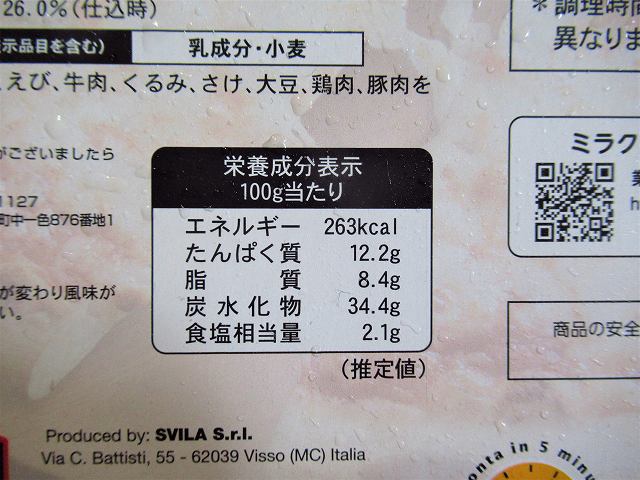 26.0%(仕込時)
示品目を含む)
乳成分・小麦
えび、牛肉、くるみ、さけ、大豆、鶏肉、豚肉を
*調理時間
異なりま
がございましたら
1127
町中一色876番地1
が変わり風味が
い。
栄養成分表示
100g当たり
エネルギー 263kcal
たんぱく質 12.2g
脂質 8.4g
炭水化物 34.4g
食塩相当量 2.1g
(推定値)
ミラク
商品の安全
Produced by: SVILA S.r.l.
Via C. Battisti, 55 - 62039 Visso (MC) Italia
onta in 5 minu